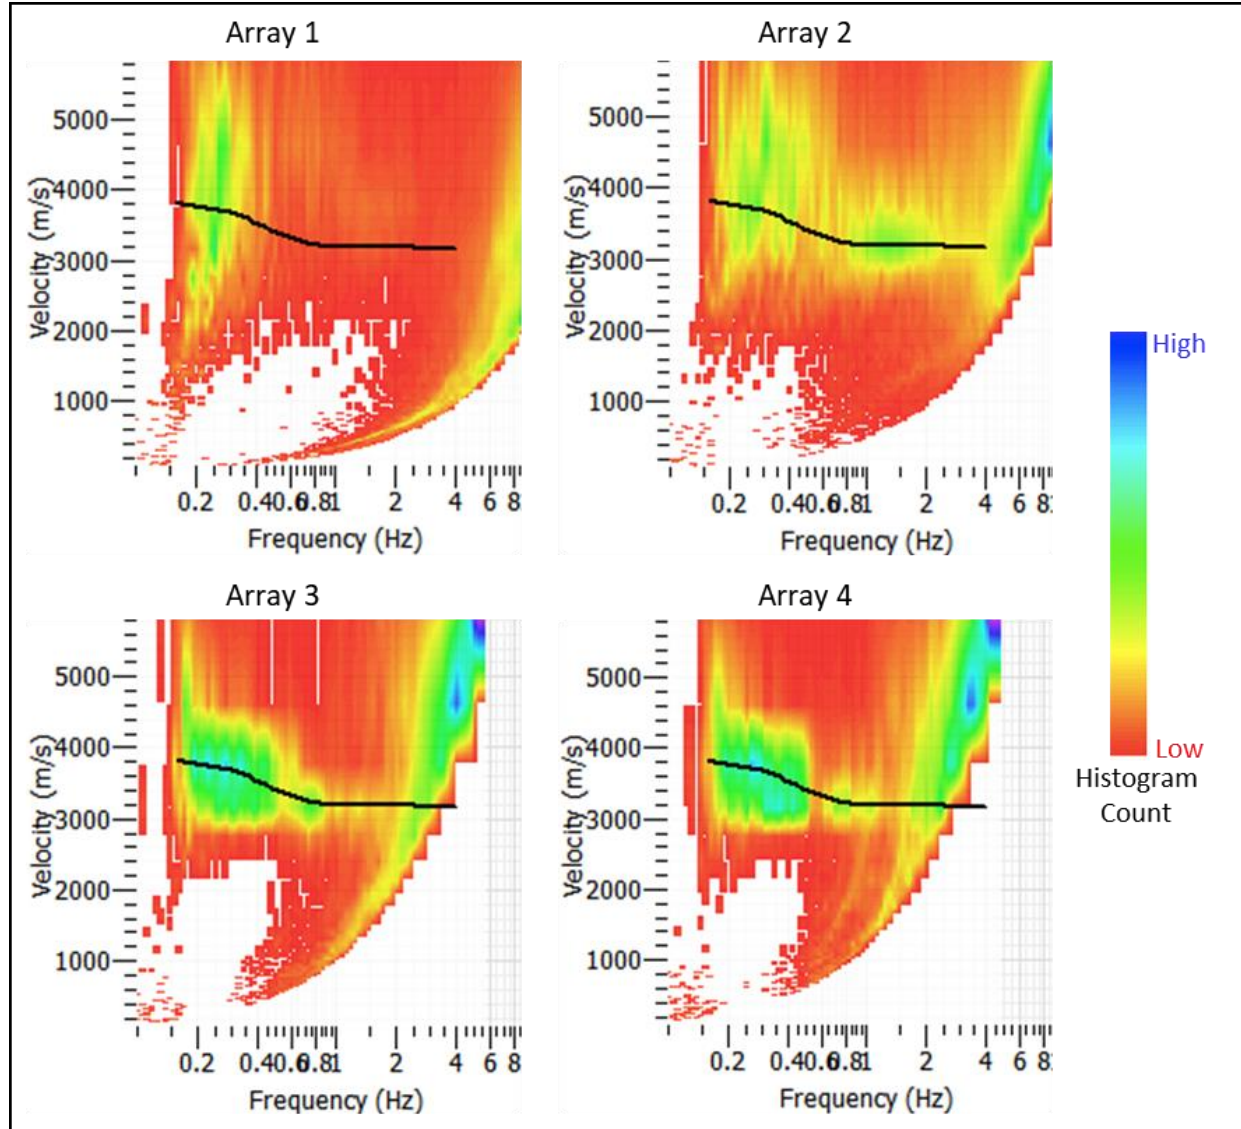 Array 1
Array 2
5000
4000
3000
2000
1000
Velocity (m/s)
0.2 0.4 0.6 0.8 1 2 4 6 8
Frequency (Hz)
5000
4000
3000
2000
1000
Velocity (m/s)
0.2 0.4 0.6 0.8 1 2 4 6 8
Frequency (Hz)
High
Low
Histogram
Count
Array 3
Array 4
5000
4000
3000
2000
1000
Velocity (m/s)
0.2 0.4 0.6 0.8 1 2 4 6 8
Frequency (Hz)
5000
4000
3000
2000
1000
Velocity (m/s)
0.2 0.4 0.6 0.8 1 2 4 6 8
Frequency (Hz)